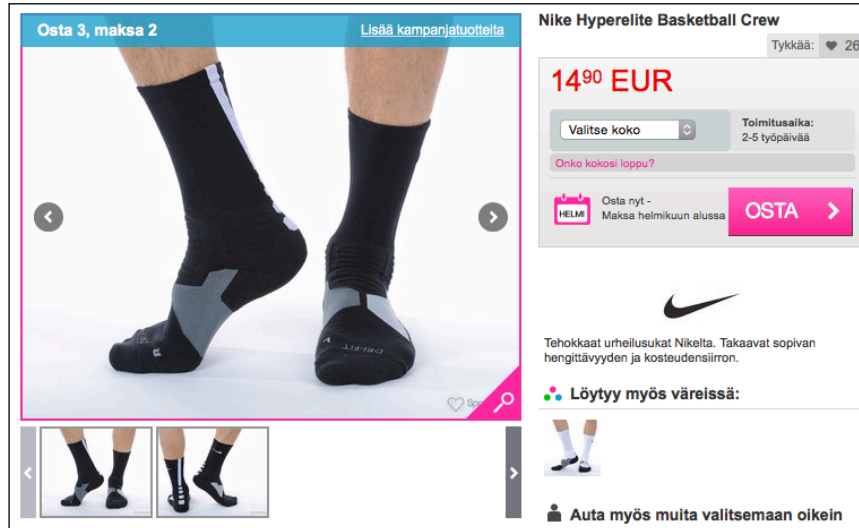 Osta 3, maksa 2
Lisää kampanjatuotteita
Nike Hyperelite Basketball Crew
Tykkää: 26
14⁹⁰ EUR
Valitse koko
Toimitusaika:
2-5 työpäivää
Onko kokosi loppu?
HELMI
Osta nyt -
Maksa helmikuun alussa
OSTA
R
DRI-FIT
Tehokkaat urheilusukat Nikelta. Takaavat sopivan
hengittävyyden ja kosteudensiirron.
Löytyy myös väreissä:
Auta myös muita valitsemaan oikein